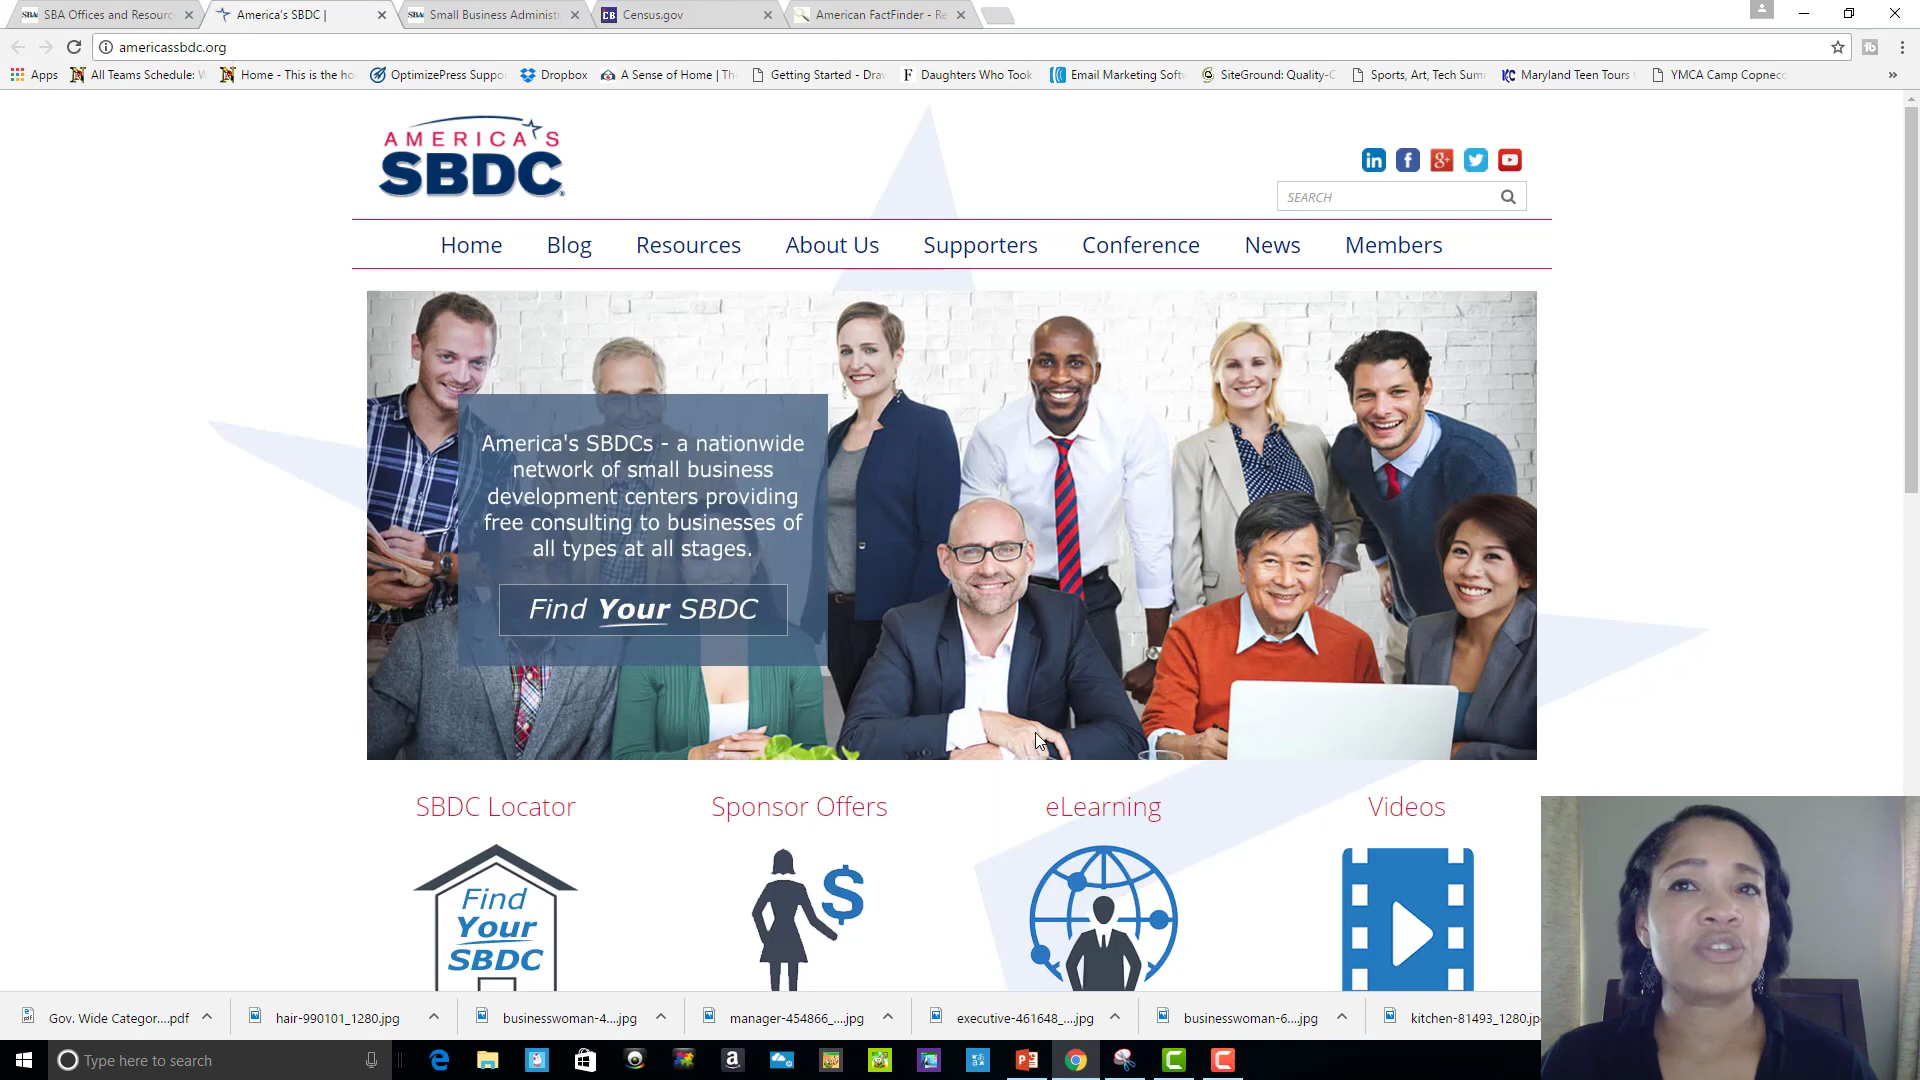 SBA Offices and Resourc
America's SBDC |
Small Business Administ
Census.gov
American FactFinder - Re
americassbdc.org
Apps
All Teams Schedule: W
Home - This is the ho
OptimizePress Suppo
Dropbox
A Sense of Home | Th
Getting Started - Dra
Daughters Who Took
Email Marketing Soft
SiteGround: Quality-C
Sports, Art, Tech Sum
Maryland Teen Tours
YMCA Camp Copnec
AMERICA'S
SBDC
SEARCH
Home
Blog
Resources
About Us
Supporters
Conference
News
Members
America's SBDCs - a nationwide
network of small business
development centers providing
free consulting to businesses of
all types at all stages.
Find Your SBDC
SBDC Locator
Sponsor Offers
eLearning
Videos
Find
Your
SBDC
Gov. Wide Categor....pdf
hair-990101_1280.jpg
businesswoman-4....jpg
manager-454866_....jpg
executive-461648_....jpg
businesswoman-6....jpg
kitchen-81493_1280.jp
Type here to search